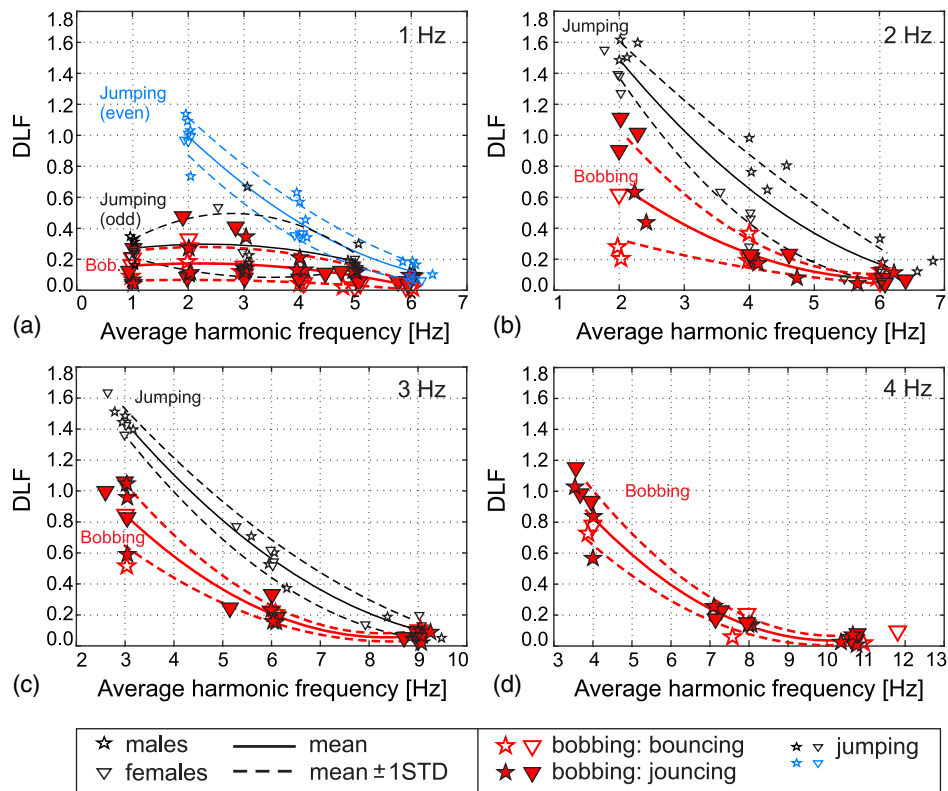 1.8
1.6
1.4
1.2
1.0
0.8
0.6
0.4
0.2
0.0
DLF
1 Hz
Jumping
(even)
Jumping
(odd)
Bob.
0 1 2 3 4 5 6 7
(a) Average harmonic frequency [Hz]
1.8
1.6
1.4
1.2
1.0
0.8
0.6
0.4
0.2
0.0
DLF
2 Hz
Jumping
Bobbing
1 2 3 4 5 6 7
(b) Average harmonic frequency [Hz]
1.8
1.6
1.4
1.2
1.0
0.8
0.6
0.4
0.2
0.0
DLF
3 Hz
Jumping
Bobbing
2 3 4 5 6 7 8 9 10
(c) Average harmonic frequency [Hz]
1.8
1.6
1.4
1.2
1.0
0.8
0.6
0.4
0.2
0.0
DLF
4 Hz
Bobbing
3 4 5 6 7 8 9 10 11 12 13
(d) Average harmonic frequency [Hz]
males mean bobbing: bouncing jumping
females mean ± 1STD bobbing: jouncing